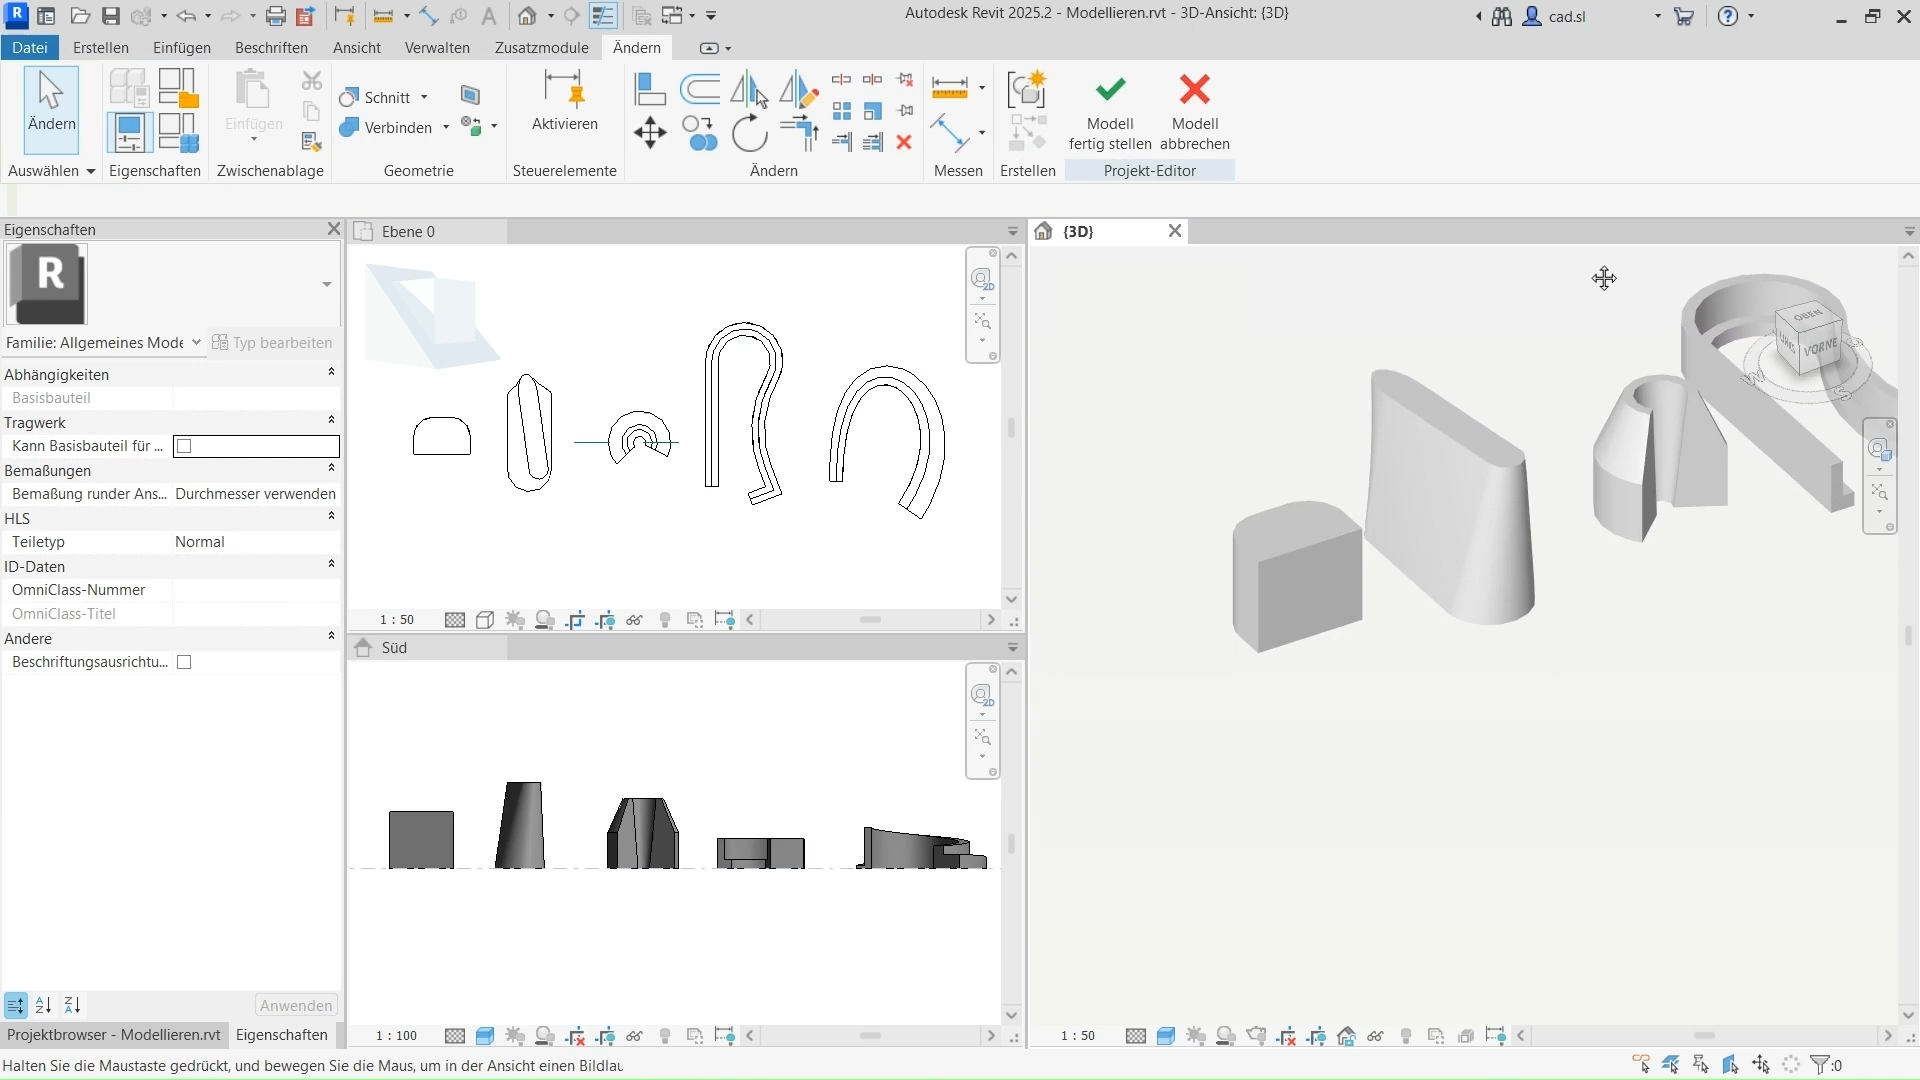 Autodesk Revit 2025.2 - Modellieren.rvt - 3D-Ansicht: {3D}
cad.sl
Datei Erstellen Einfügen Beschriften Ansicht Verwalten Zusatzmodule Ändern
Ändern
Einfügen
Schnitt
Verbinden
Aktivieren
Modell fertig stellen
Modell abbrechen
Auswählen Eigenschaften Zwischenablage Geometrie Steuerelemente Ändern Messen Erstellen Projekt-Editor
Eigenschaften
R
Familie: Allgemeines Mode
Typ bearbeiten
Abhängigkeiten
Basisbauteil
Tragwerk
Kann Basisbauteil für ...
Bemaßungen
Bemaßung runder Ans... Durchmesser verwenden
HLS
Teiletyp Normal
ID-Daten
OmniClass-Nummer
OmniClass-Titel
Andere
Beschriftungsausrichtu...
Anwenden
Projektbrowser - Modellieren.rvt Eigenschaften
Ebene 0
2D
1 : 50
Süd
2D
1 : 100
{3D}
OBEN
LINKS
VORNE
W
S
1 : 50
Halten Sie die Maustaste gedrückt, und bewegen Sie die Maus, um in der Ansicht einen Bildlau
:0